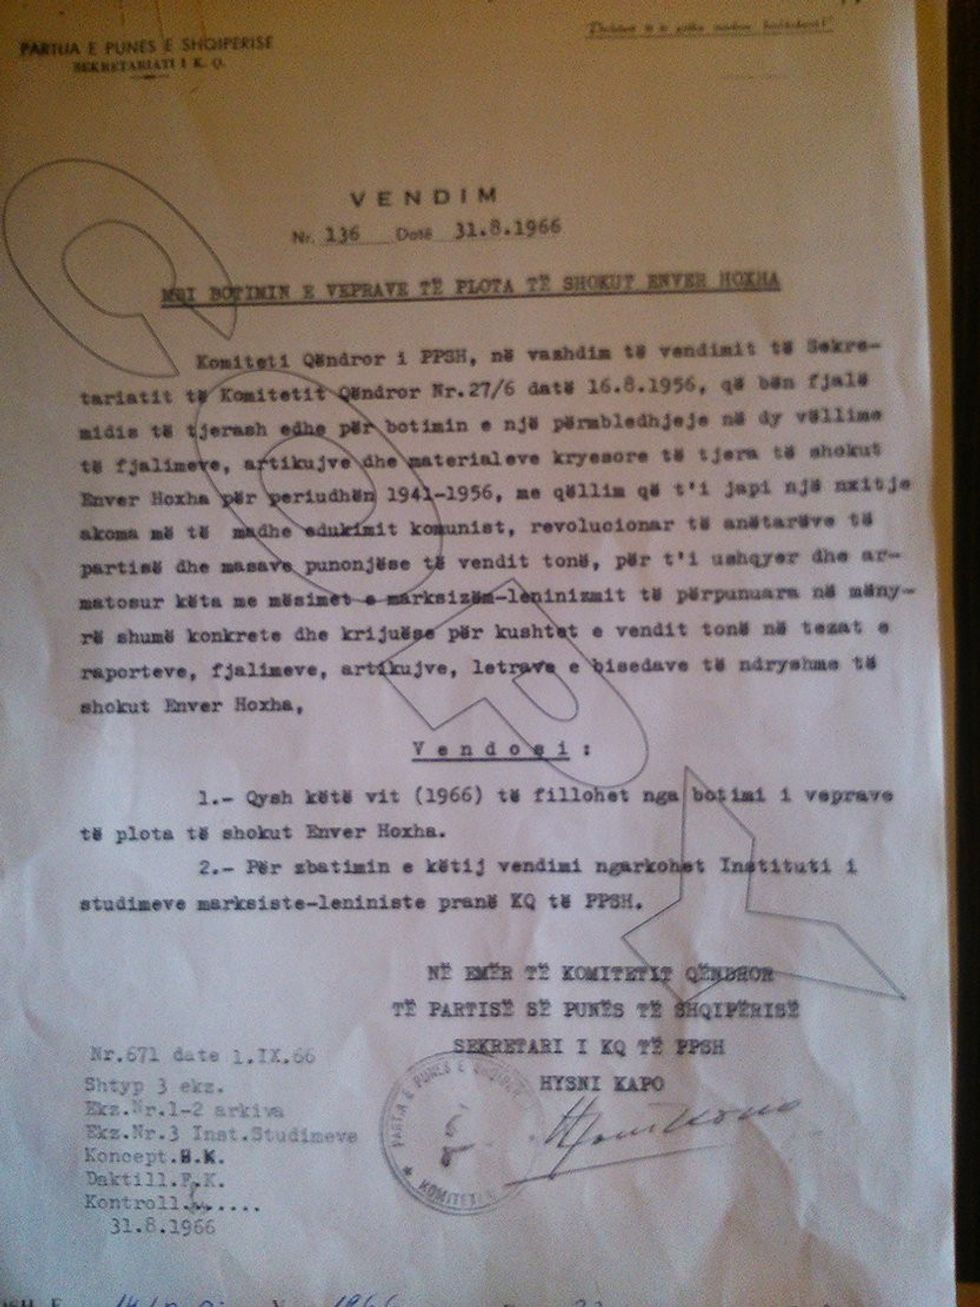 PARTIJA E PUNËS E SHQIPËRISË
SEKRETARIATI I K. Q.
VENDIM
Nr. 136 Datë 31.8.1966
MBI BOTIMIN E VEPRAVE TË PLOTA TË SHOKUT ENVER HOXHA
Komiteti Qëndror i PPSH, në vazhdim të vendimit të Sekre-
tariatit të Komitetit Qëndror Nr.27/6 datë 16.8.1956, që bën fjalë
midis të tjerash edhe për botimin e një përmbledhjeje në dy vëllime
të fjalimeve, artikujve dhe materialeve kryesore të tjera të shokut
Enver Hoxha për periudhën 1941-1956, me qëllim që t'i japi një nxitje
akoma më të madhe edukimit komunist, revolucionar të anëtarëve të
partisë dhe masave punonjëse të vendit tonë, për t'i ushqyer dhe ar-
matosur këta me mësimet e marksizëm-leninizmit të përpunuara në mëny-
rë shumë konkrete dhe krijuëse për kushtet e vendit tonë në tezat e
raporteve, fjalimeve, artikujve, letrave e bisedave të ndryshme të
shokut Enver Hoxha,
Vendosi:
1.- Qysh këtë vit (1966) të fillohet nga botimi i veprave
të plota të shokut Enver Hoxha.
2.- Për zbatimin e këtij vendimi ngarkohet Instituti i
studimeve marksiste-leniniste pranë KQ të PPSH.
NË EMËR TË KOMITETIT QËNDROR
TË PARTISË SË PUNËS TË SHQIPËRISË
SEKRETARI I KQ TË PPSH
HYSNI KAPO
Nr.671 date 1.IX.66
Shtyp 3 ekz.
Ekz.Nr.1-2 arkiva
Ekz.Nr.3 Inst.Studimeve
Koncept.H.K.
Daktill.F.K.
Kontroll......
31.8.1966
PARTIJA E PUNËS E
KOMITETI
COPY
1966